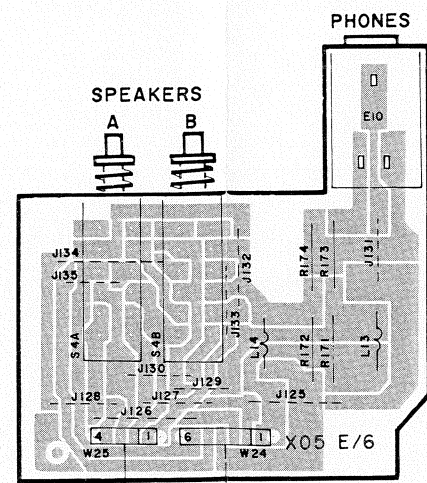 PHONES
SPEAKERS
A B
E10
J134
J135
J132
R174
R173
J131
J133
S4A
S4B
L14
R172
R171
L13
J130
J129
J128
J127
J125
J126
4 1 6 1
W25
W24
X05 E/6